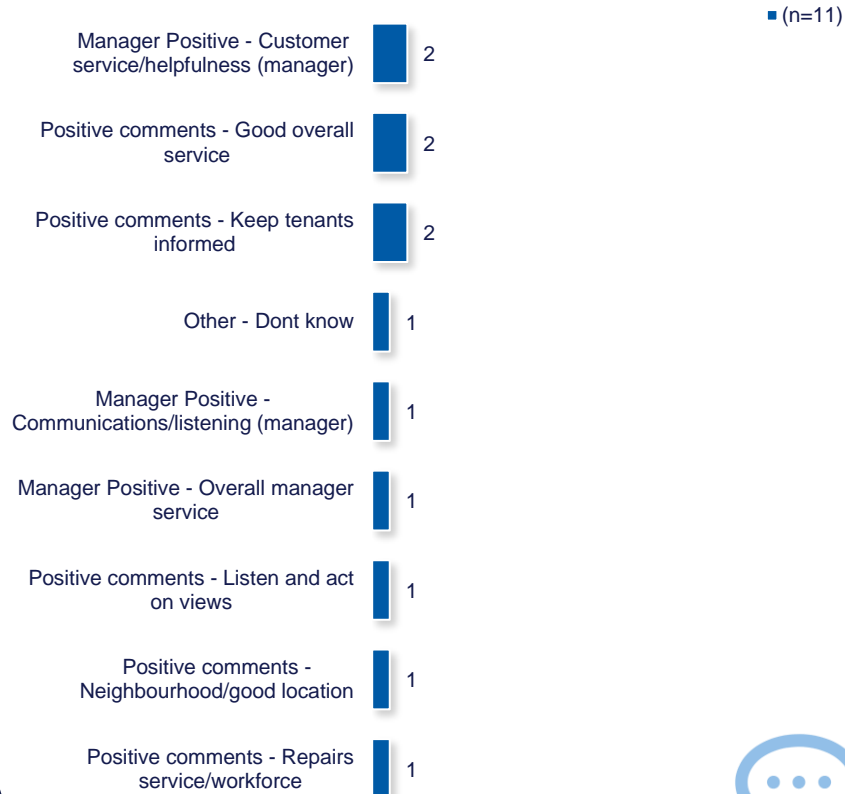 (n=11)
Manager Positive - Customer
service/helpfulness (manager)
2
Positive comments - Good overall
service
2
Positive comments - Keep tenants
informed
2
Other - Dont know
1
Manager Positive -
Communications/listening (manager)
1
Manager Positive - Overall manager
service
1
Positive comments - Listen and act
on views
1
Positive comments -
Neighbourhood/good location
1
Positive comments - Repairs
service/workforce
1